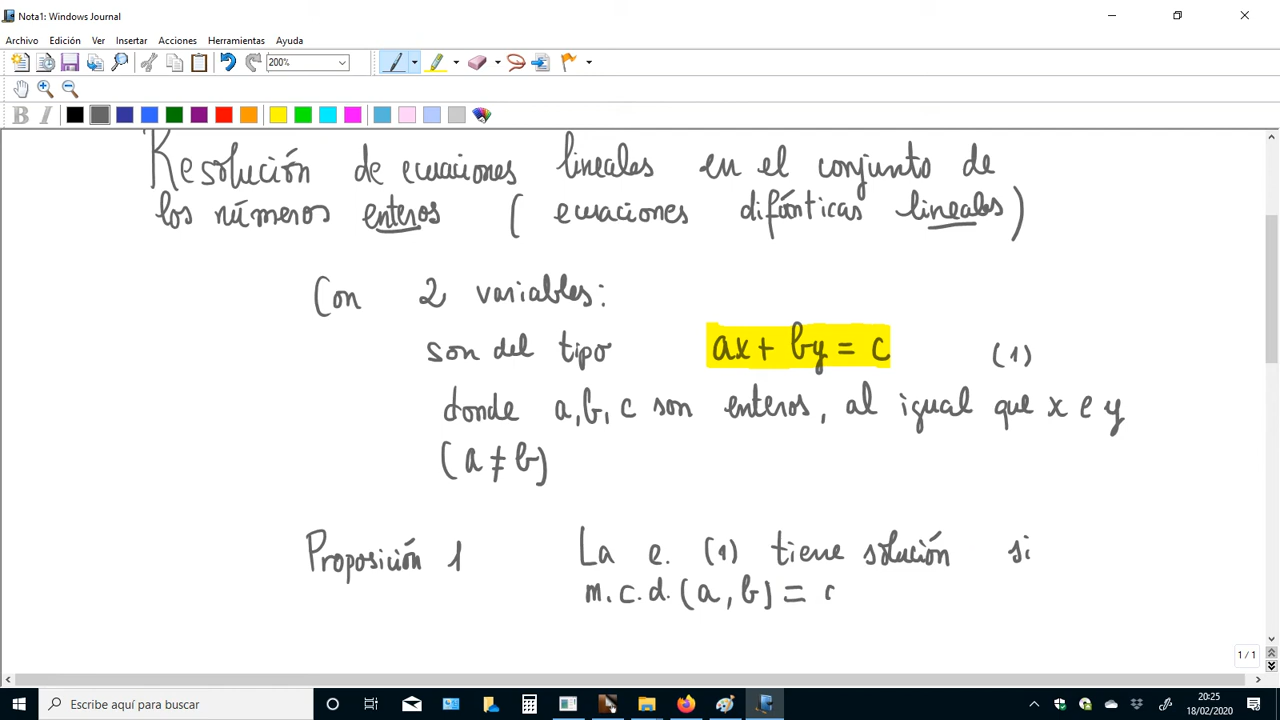 Nota1: Windows Journal
Archivo Edición Ver Insertar Acciones Herramientas Ayuda
200%
B I
Resolución de ecuaciones lineales en el conjunto de
los números enteros ( ecuaciones difónticas lineales)
Con 2 variables:
son del tipo ax + by = c (1)
donde a, b, c son enteros, al igual que x e y
(a ≠ b)
Proposición 1 La e. (1) tiene solución si
m.c.d.(a, b) = c
1 / 1
Escribe aquí para buscar
20:25
18/02/2020